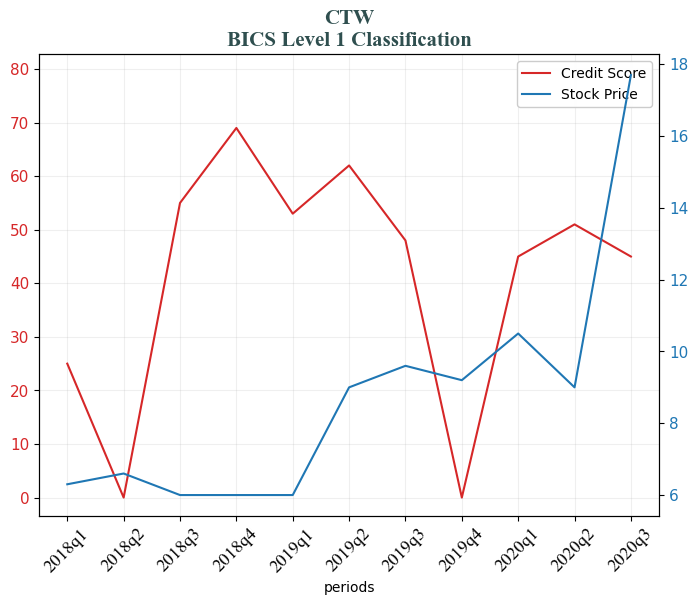 CTW
BICS Level 1 Classification
80
70
60
50
40
30
20
10
0
Credit Score
Stock Price
18
16
14
12
10
8
6
2018q1
2018q2
2018q3
2018q4
2019q1
2019q2
2019q3
2019q4
2020q1
2020q2
2020q3
periods